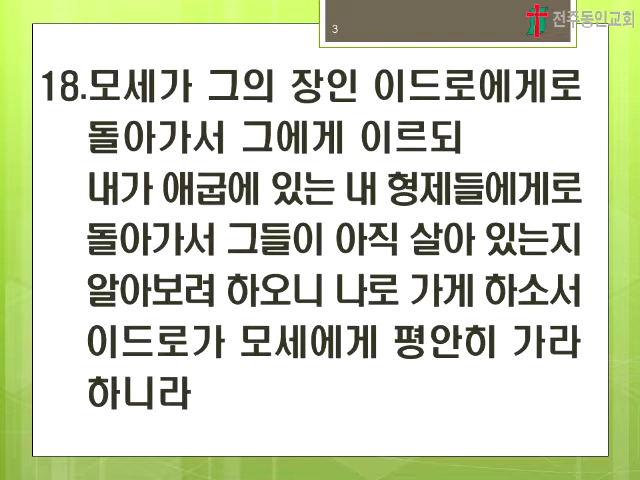 3
전주동인교회
18.모세가 그의 장인 이드로에게로
돌아가서 그에게 이르되
내가 애굽에 있는 내 형제들에게로
돌아가서 그들이 아직 살아 있는지
알아보려 하오니 나로 가게 하소서
이드로가 모세에게 평안히 가라
하니라